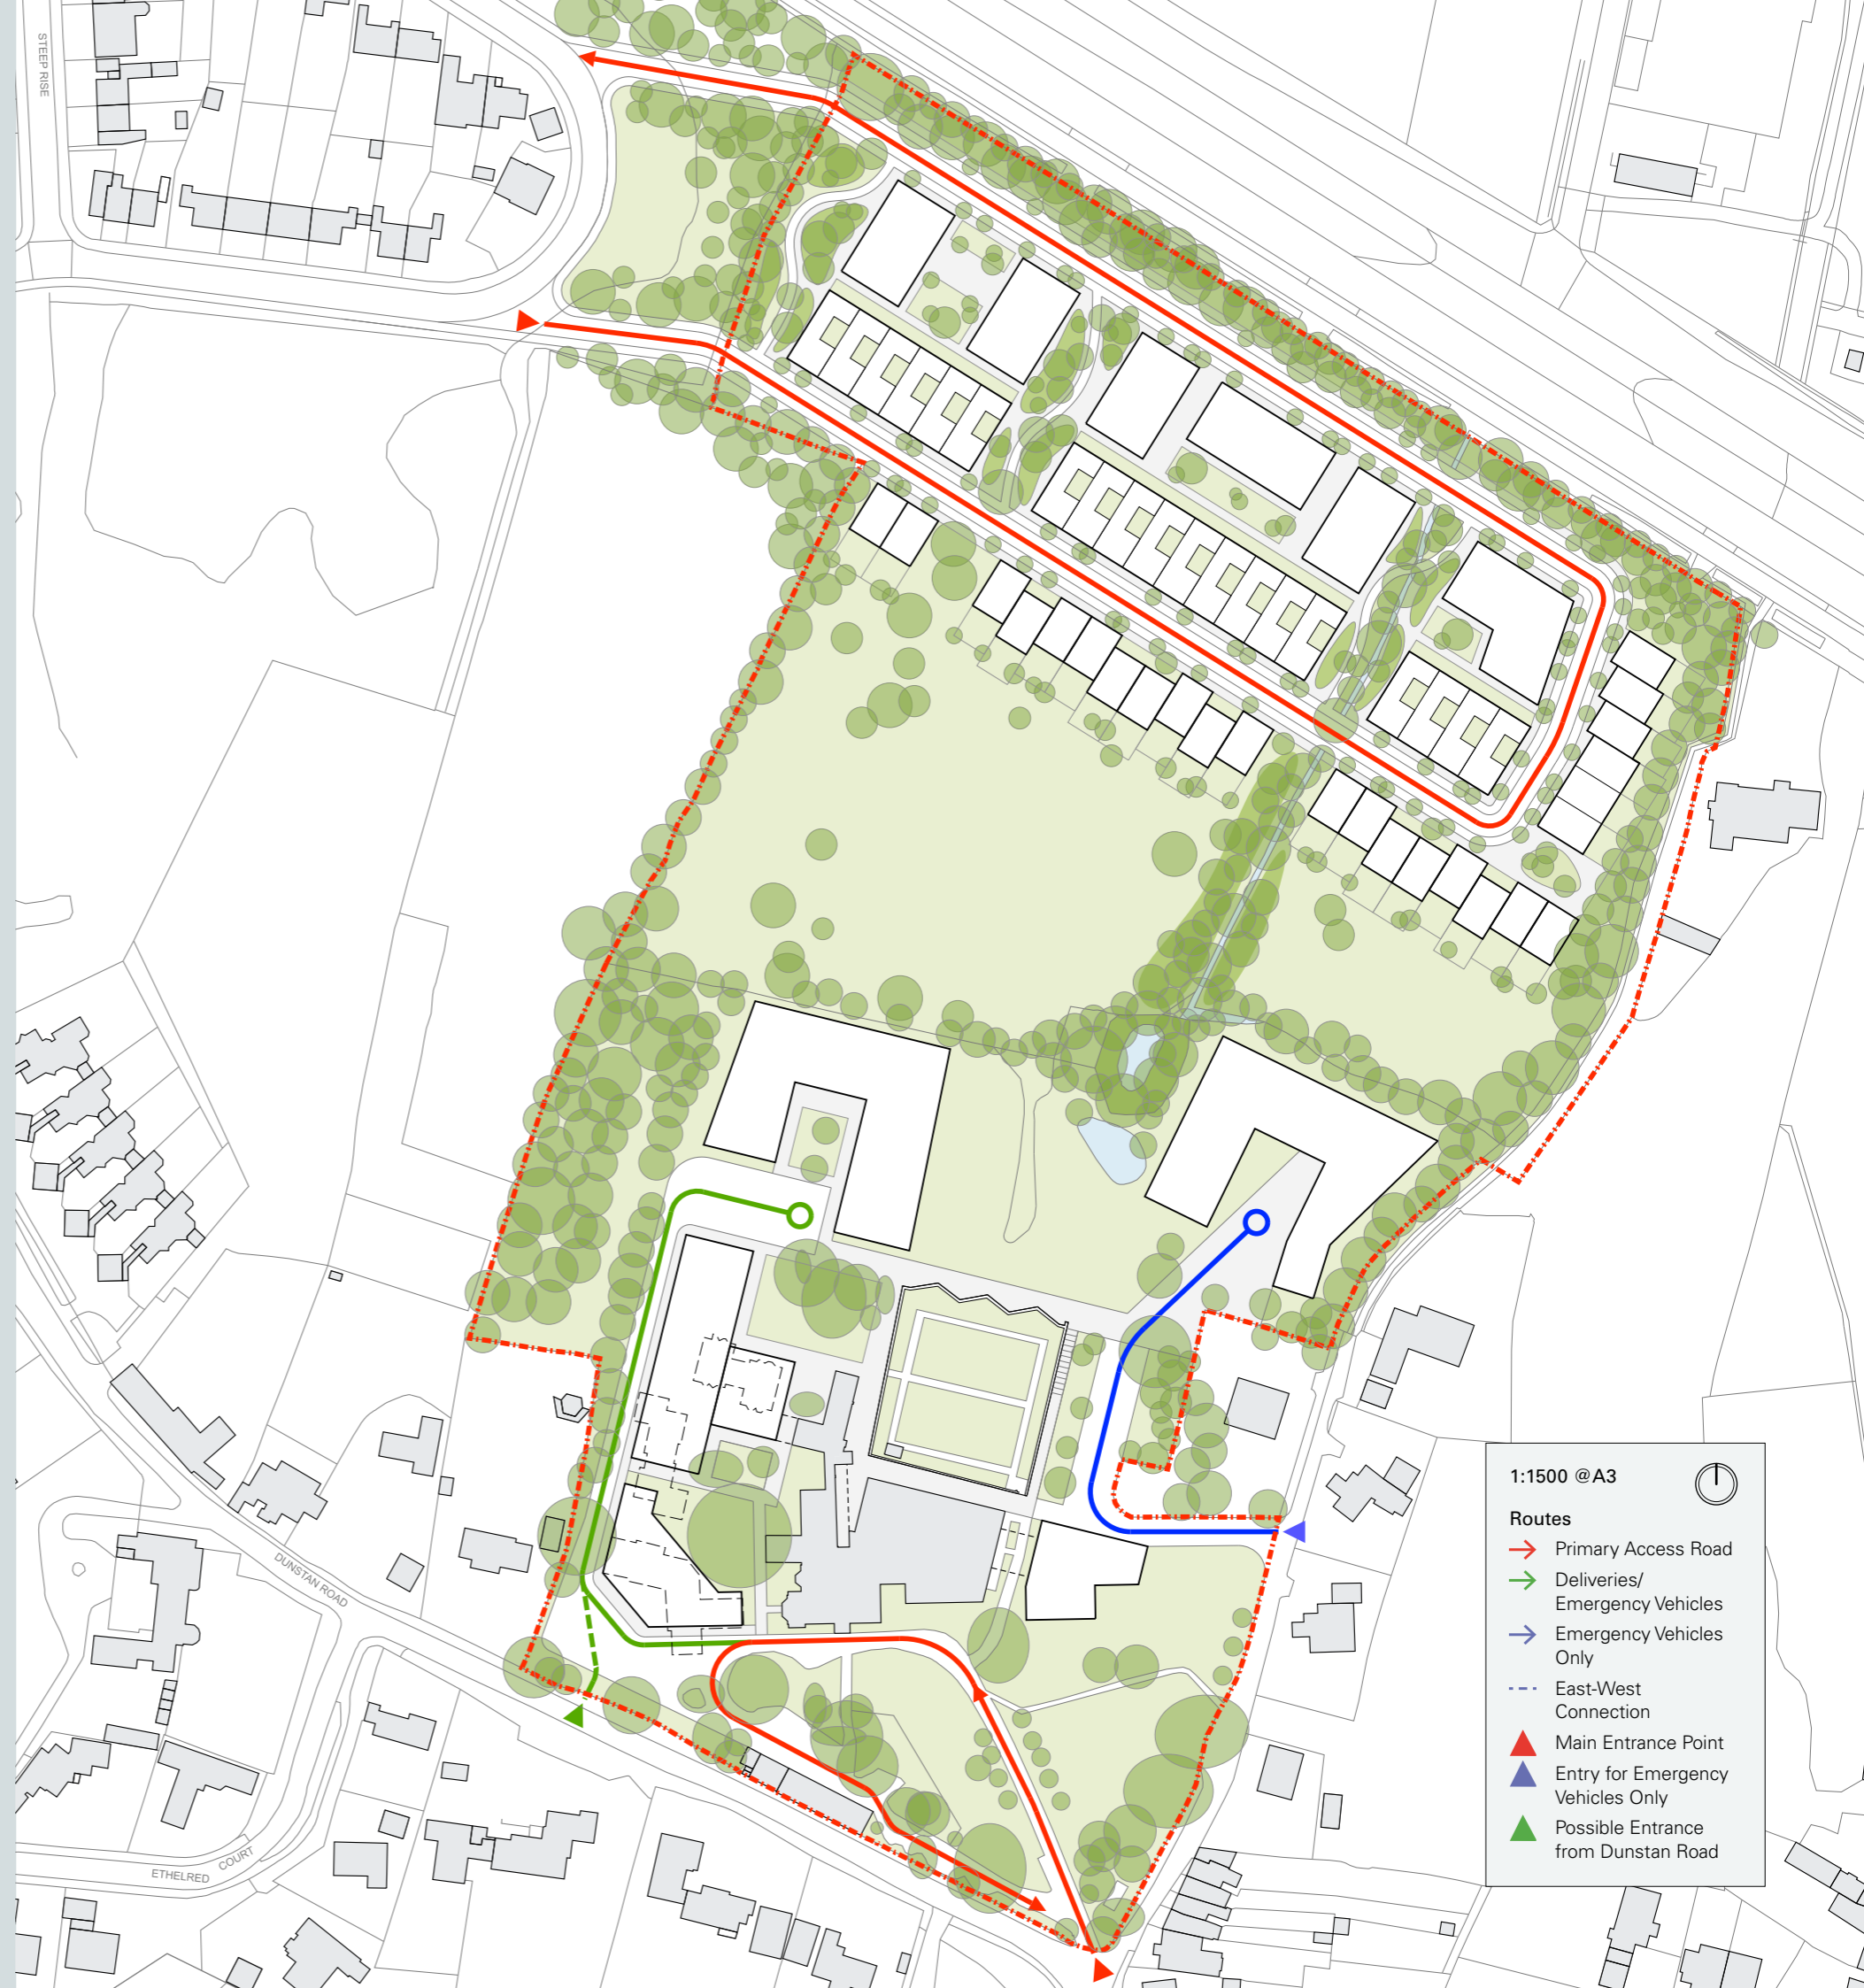 STEEP RISE
DUNSTAN ROAD
ETHELRED COURT
1:1500 @A3
Routes
Primary Access Road
Deliveries/
Emergency Vehicles
Emergency Vehicles
Only
East-West
Connection
Main Entrance Point
Entry for Emergency
Vehicles Only
Possible Entrance
from Dunstan Road